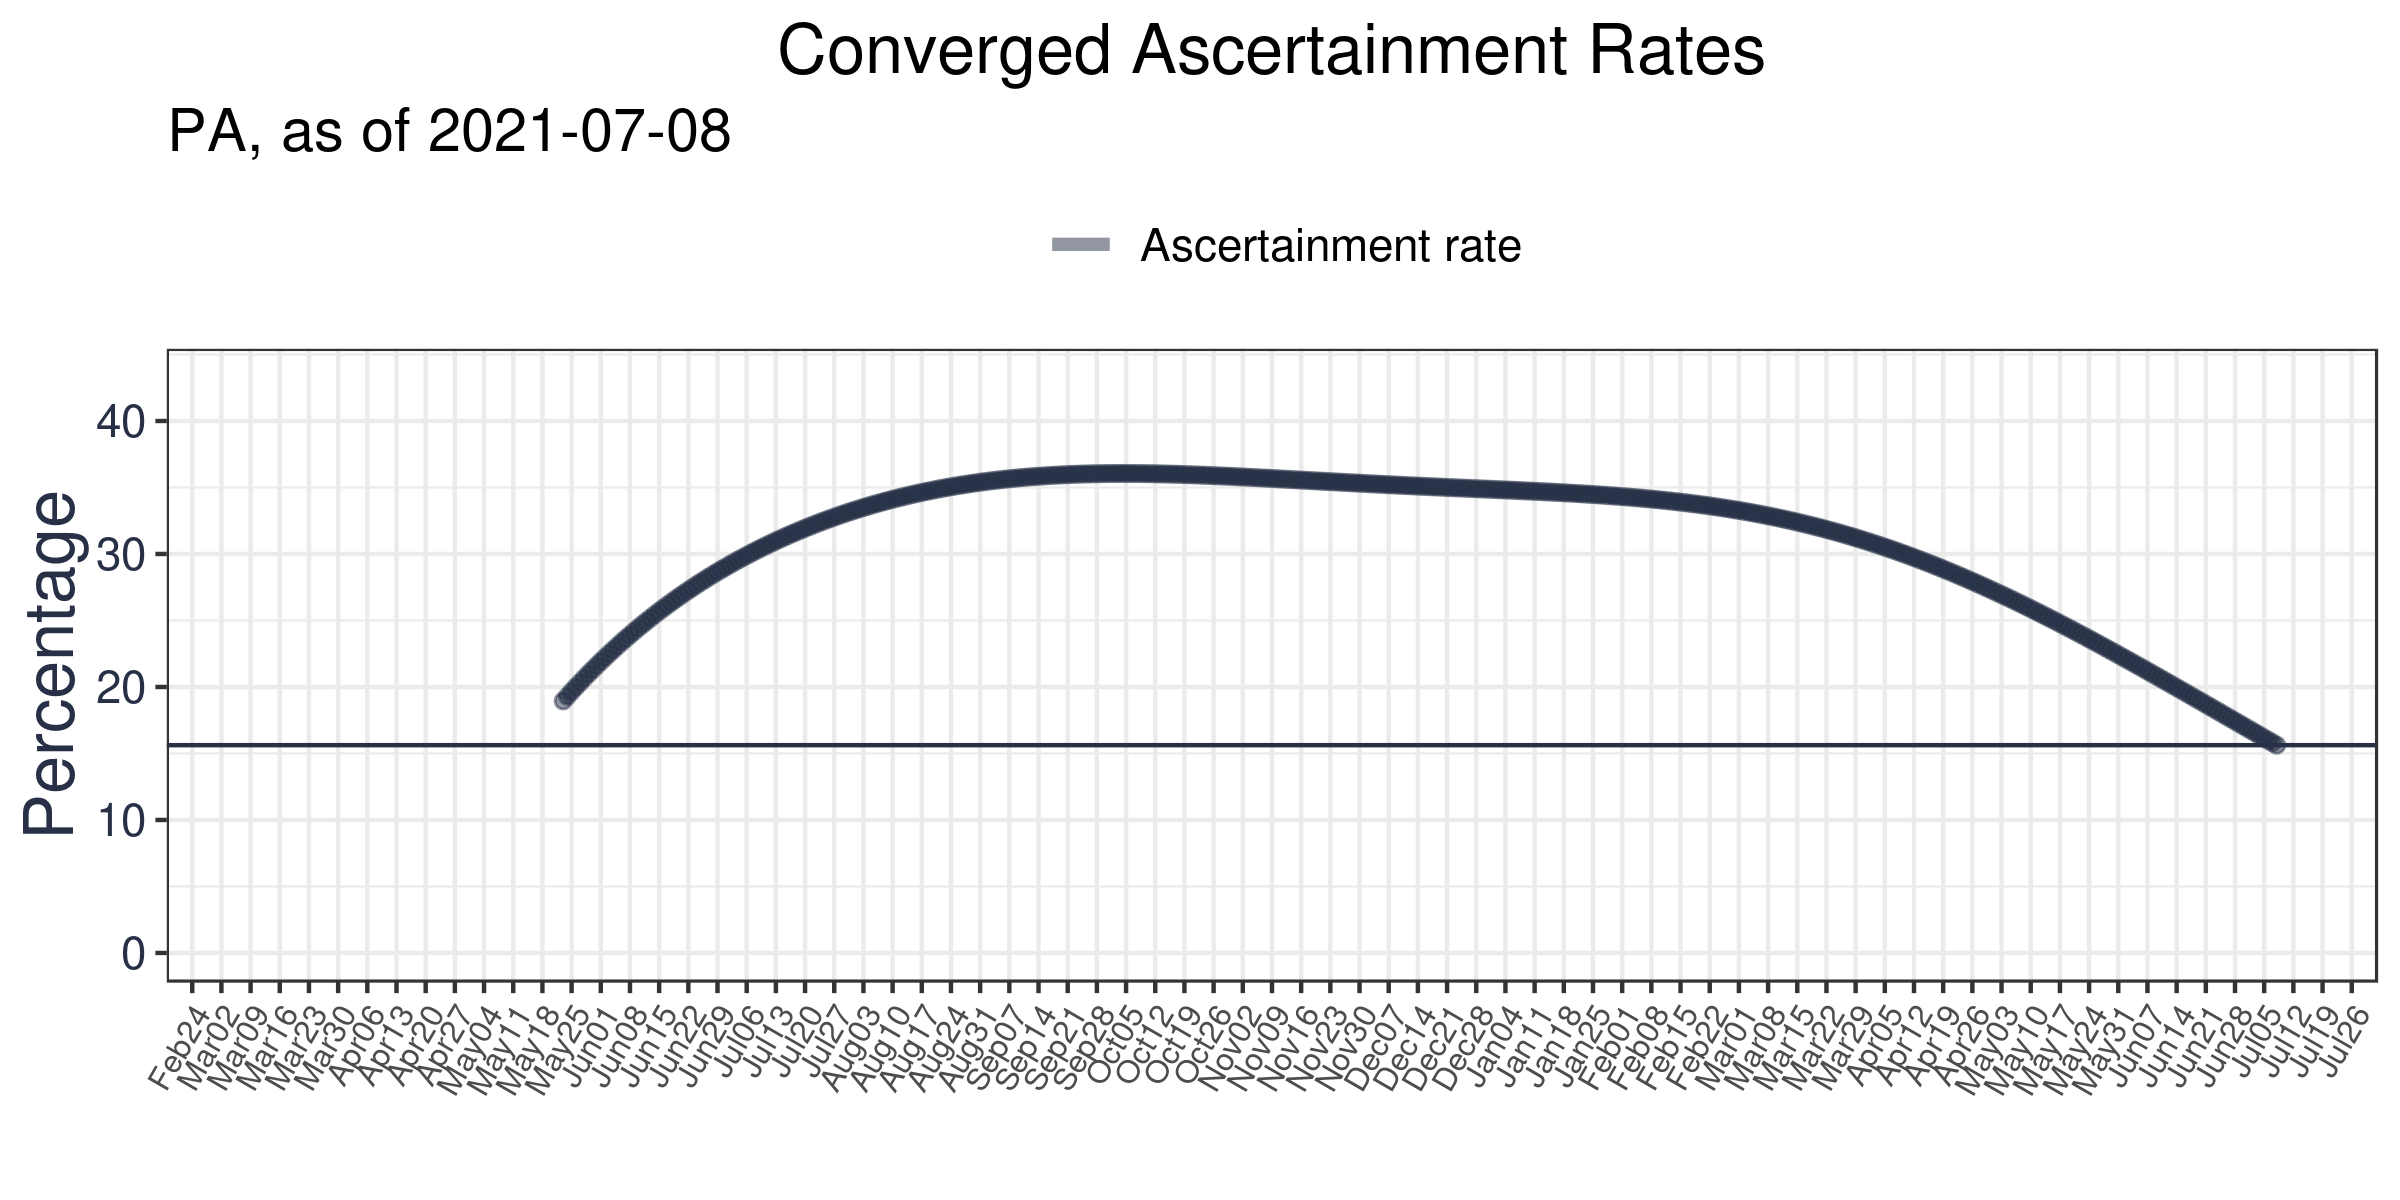 Converged Ascertainment Rates
PA, as of 2021-07-08
Ascertainment rate
Percentage
40
30
20
10
0
Feb24
Mar02
Mar09
Mar16
Mar23
Mar30
Apr06
Apr13
Apr20
Apr27
May04
May11
May18
May25
Jun01
Jun08
Jun15
Jun22
Jun29
Jul06
Jul13
Jul20
Jul27
Aug03
Aug10
Aug17
Aug24
Aug31
Sep07
Sep14
Sep21
Sep28
Oct05
Oct12
Oct19
Oct26
Nov02
Nov09
Nov16
Nov23
Nov30
Dec07
Dec14
Dec21
Dec28
Jan04
Jan11
Jan18
Jan25
Feb01
Feb08
Feb15
Feb22
Mar01
Mar08
Mar15
Mar22
Mar29
Apr05
Apr12
Apr19
Apr26
May03
May10
May17
May24
May31
Jun07
Jun14
Jun21
Jun28
Jul05
Jul12
Jul19
Jul26